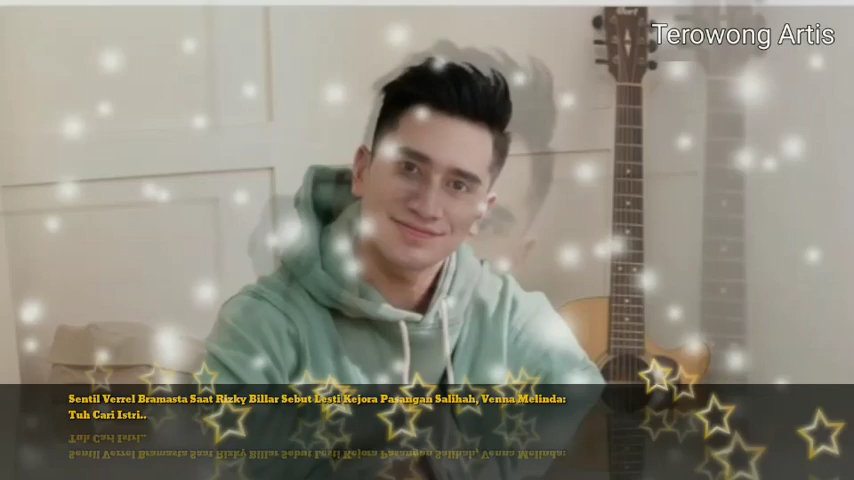 Terowong Artis
Sentil Verrel Bramasta Saat Rizky Billar Sebut Lesti Kejora Pasangan Salihah, Venna Melinda:
Tuh Cari Istri..